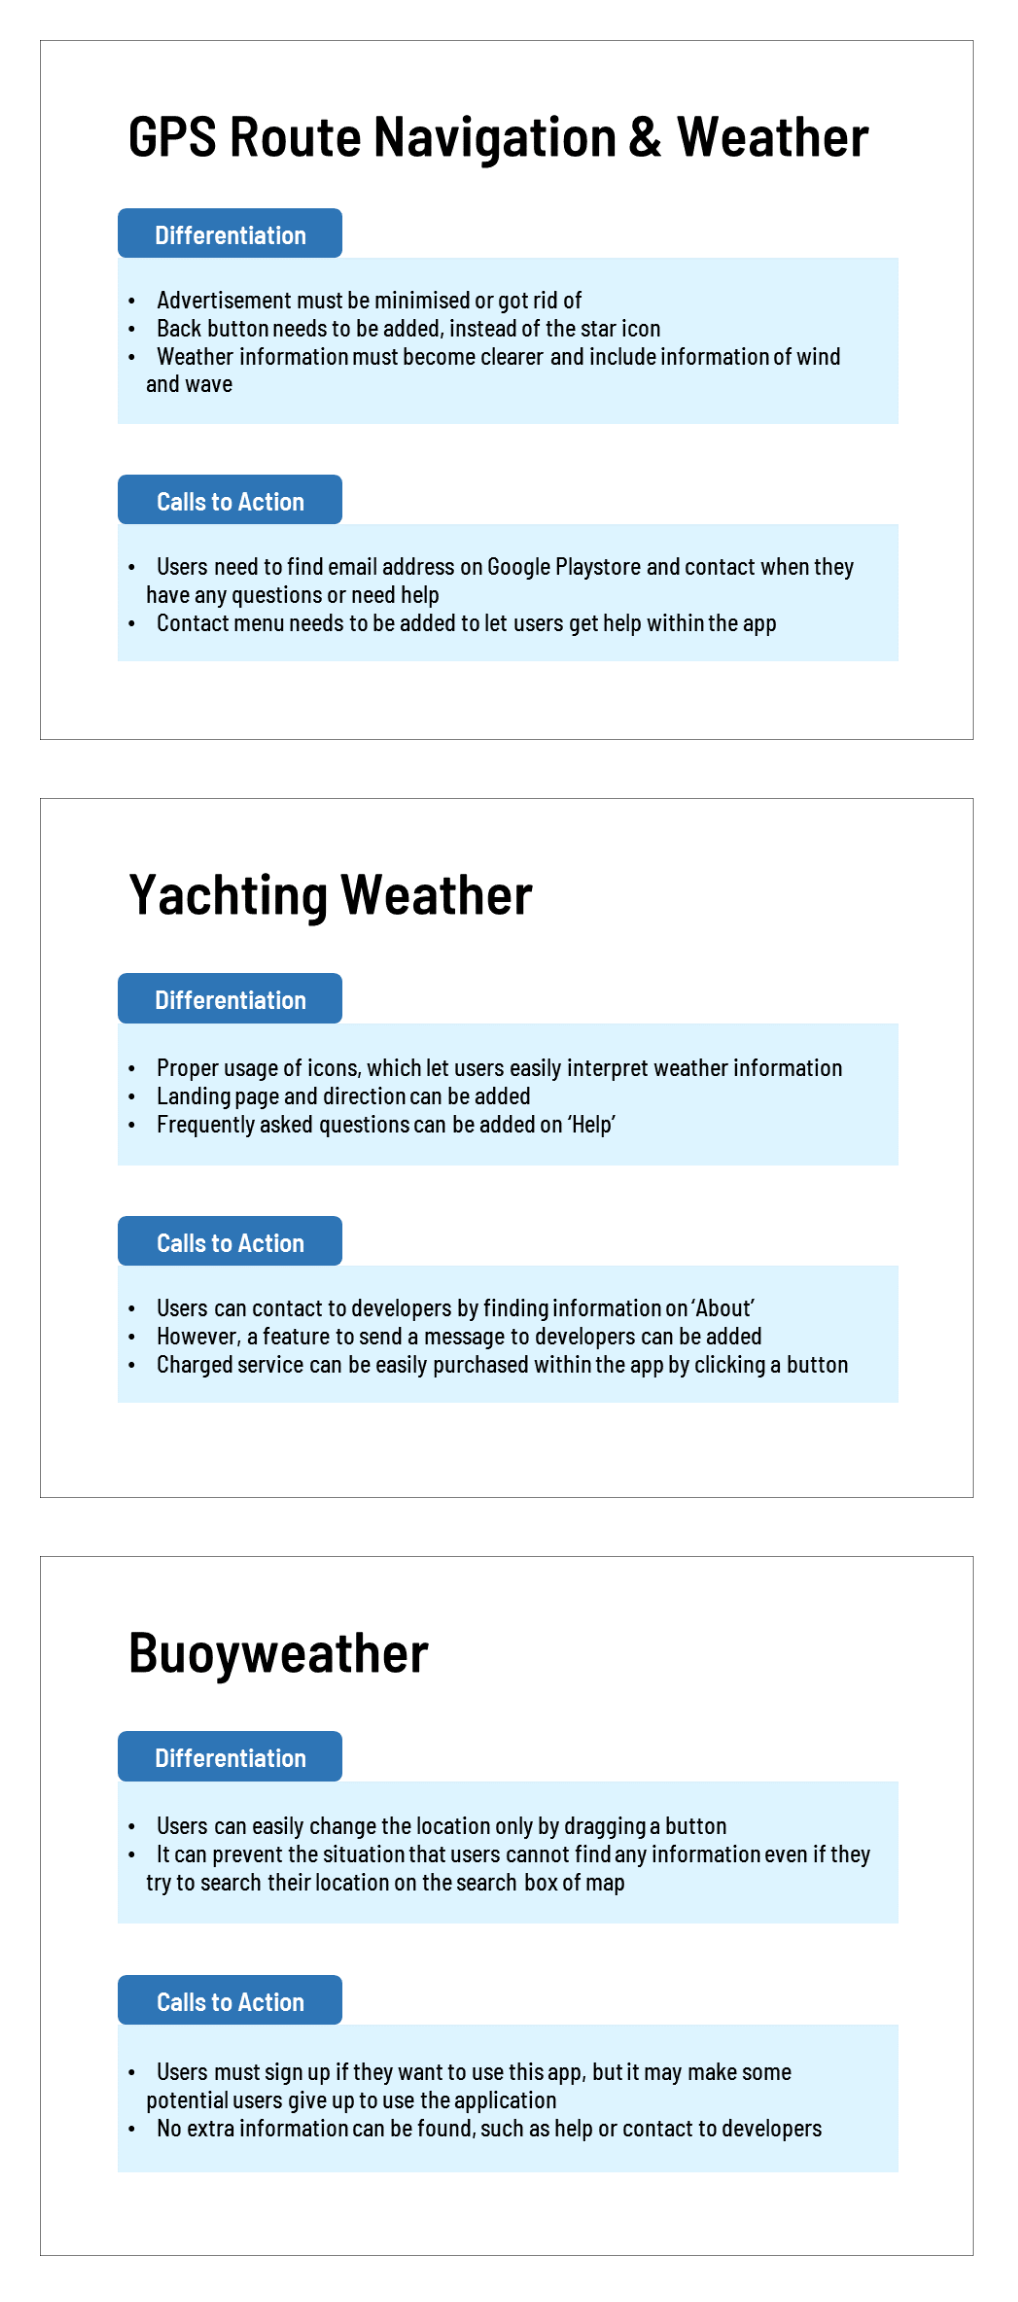 GPS Route Navigation & Weather
Differentiation
• Advertisement must be minimised or got rid of
• Back button needs to be added, instead of the star icon
• Weather information must become clearer and include information of wind
and wave
Calls to Action
• Users need to find email address on Google Playstore and contact when they
have any questions or need help
• Contact menu needs to be added to let users get help within the app
Yachting Weather
Differentiation
• Proper usage of icons, which let users easily interpret weather information
• Landing page and direction can be added
• Frequently asked questions can be added on ‘Help’
Calls to Action
• Users can contact to developers by finding information on ‘About’
• However, a feature to send a message to developers can be added
• Charged service can be easily purchased within the app by clicking a button
Buoyweather
Differentiation
• Users can easily change the location only by dragging a button
• It can prevent the situation that users cannot find any information even if they
try to search their location on the search box of map
Calls to Action
• Users must sign up if they want to use this app, but it may make some
potential users give up to use the application
• No extra information can be found, such as help or contact to developers